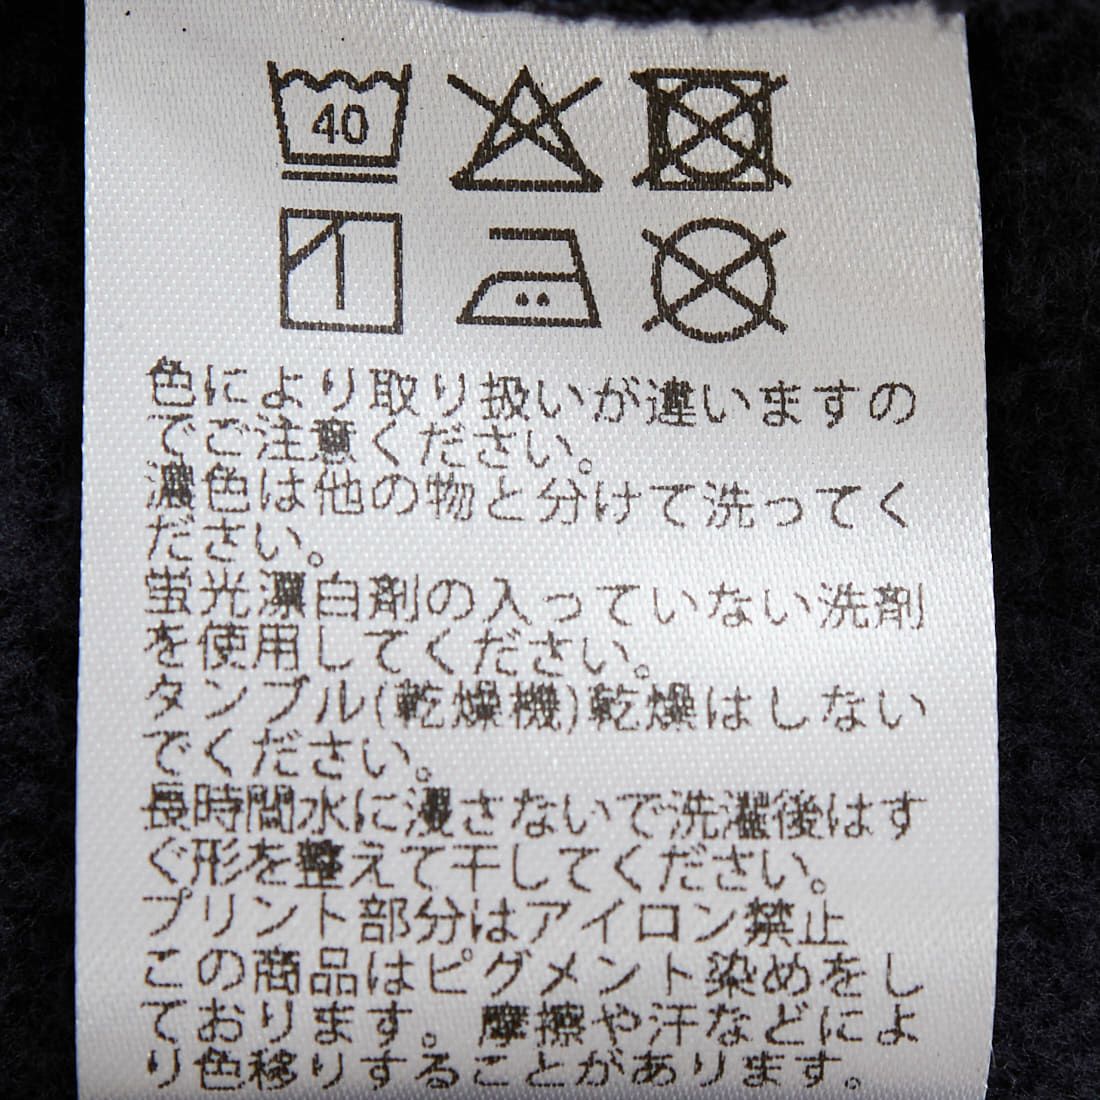 40
色により取り扱いが違いますの
でご注意ください。
濃色は他の物と分けて洗ってく
ださい。
蛍光漂白剤の入っていない洗剤
を使用してください。
タンブル(乾燥機)乾燥はしない
でください。
長時間水に浸さないで洗濯後はす
ぐ形を整えて干してください。
プリント部分はアイロン禁止
この商品はピグメント染めをし
ております。摩擦や汗などによ
り色移りすることがあります。